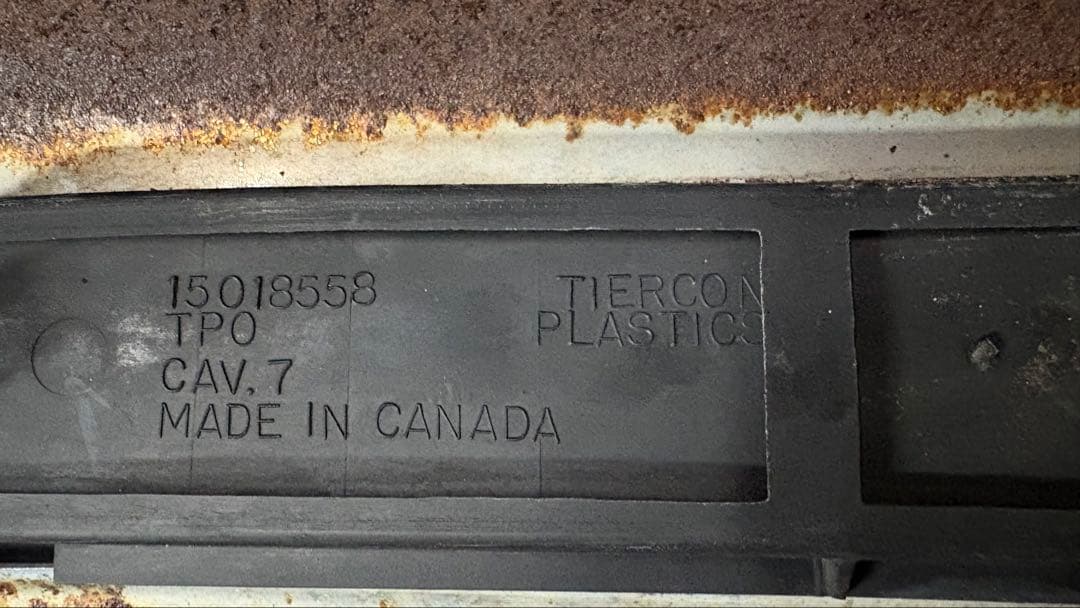 15018558
TPO
CAV. 7
MADE IN CANADA
TIERCON
PLASTICS